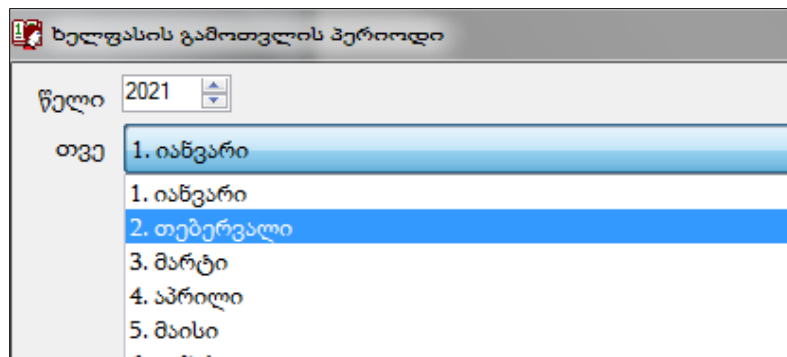 ხელფასის გამოთვლის პერიოდი
წელი 2021
თვე 1. იანვარი
1. იანვარი
2. თებერვალი
3. მარტი
4. აპრილი
5. მაისი